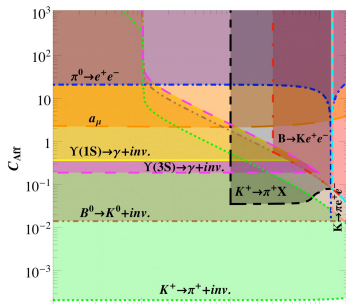 10³
10²
10
1
10⁻¹
10⁻²
10⁻³
C_Aff
π⁰→e⁺e⁻
a_μ
Υ(1S)→γ+inv.
Υ(3S)→γ+inv.
B→Ke⁺e⁻
K⁺→π⁺X
K→πe⁺e⁻
B⁰→K⁰+inv.
K⁺→π⁺+inv.